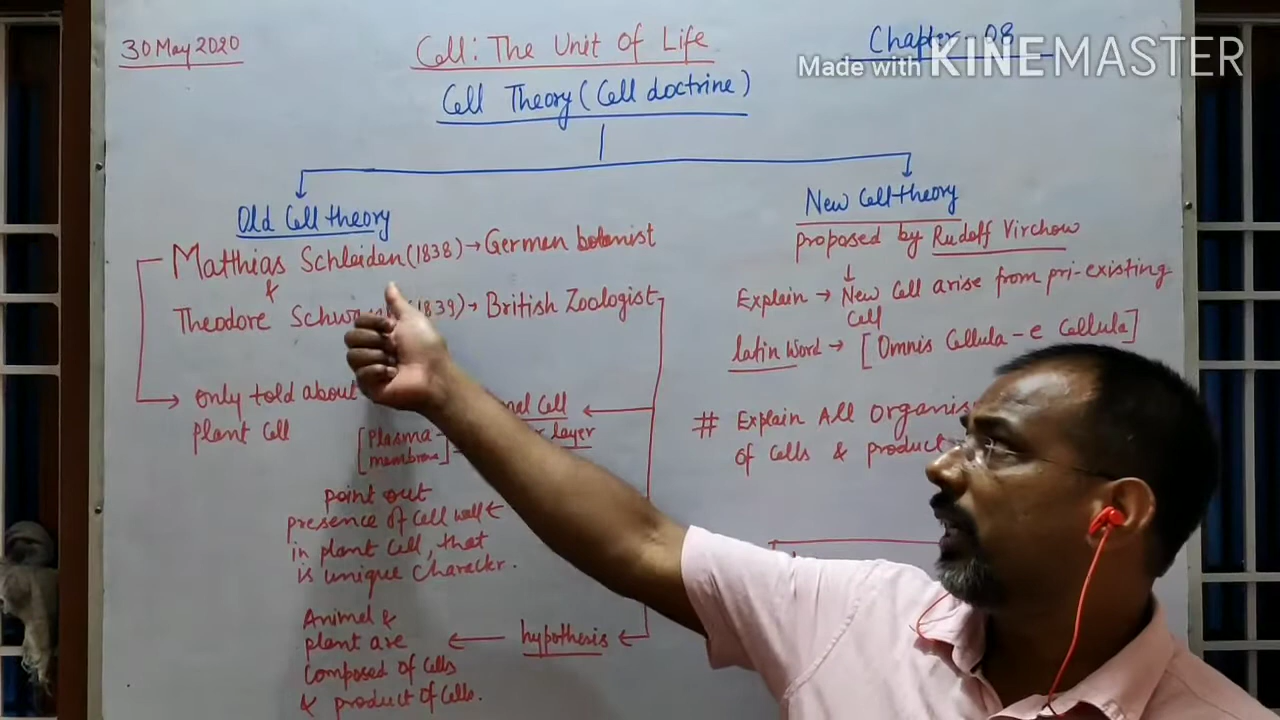 30 May 2020
Cell: The Unit Of Life
Chapter - 08
Made with KINEMASTER
Cell Theory (Cell doctrine)
Old Cell theory
Matthias Schleiden (1838) → German botanist
&
Theodore 1839) → British Zoologist
only told about
plant cell
nal Cell
layer
[Plasma
membrane]
point out
presence of cell wall ←
in plant cell, that
is unique character.
hypothesis
Animal &
plant are
Composed of cells
& product of cells.
New Cell theory
proposed by Rudolf Virchow
Explain → New Cell arise from pri-existing
Cell
latin word → [Omnis Cellula - e Cellula]
# Explain All organis
of cells & product